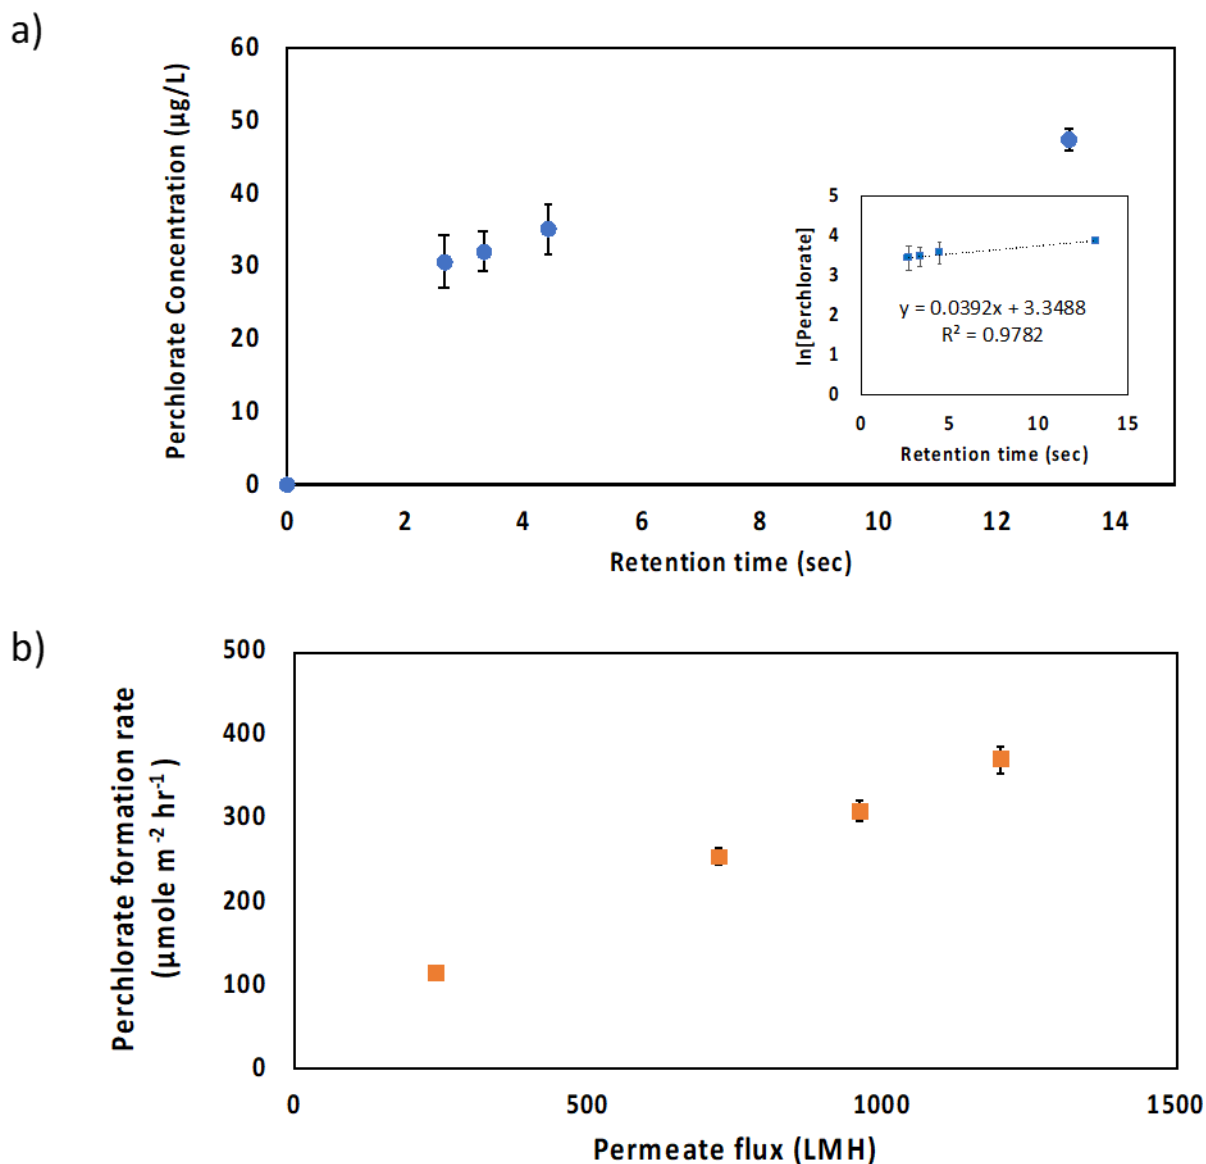 a)
Perchlorate Concentration (µg/L)
60
50
40
30
20
10
0
0 2 4 6 8 10 12 14
Retention time (sec)
ln[Perchlorate]
5
4
3
2
1
0
y = 0.0392x + 3.3488
R² = 0.9782
0 5 10 15
Retention time (sec)
b)
Perchlorate formation rate
(µmole m⁻² hr⁻¹)
500
400
300
200
100
0
0 500 1000 1500
Permeate flux (LMH)